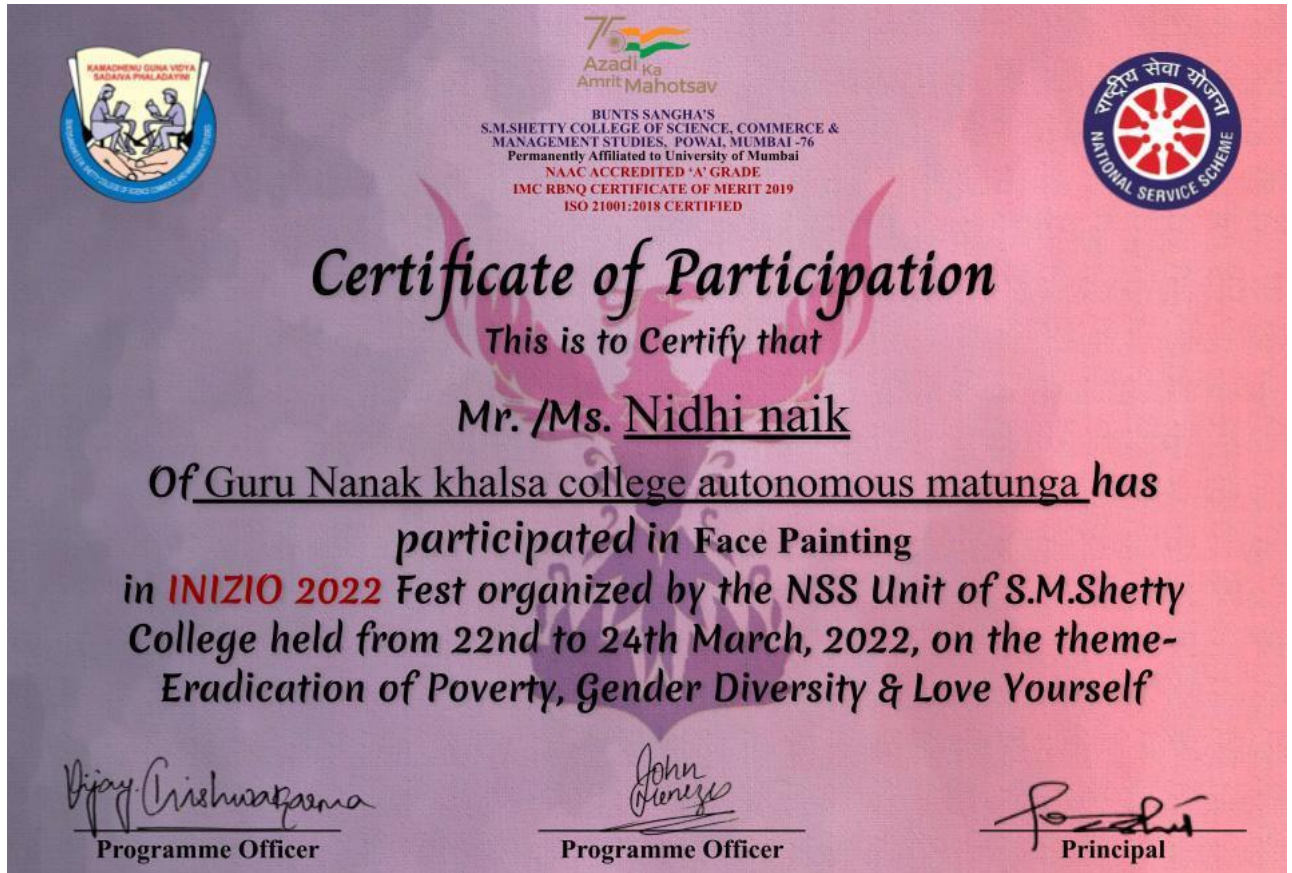 KAMADHENU GUNA VIDYA
SADAIVA PHALADAYINI
75
Azadi Ka
Amrit Mahotsav
BUNTS SANGHA'S
S.M.SHETTY COLLEGE OF SCIENCE, COMMERCE &
MANAGEMENT STUDIES, POWAI, MUMBAI -76
Permanently Affiliated to University of Mumbai
NAAC ACCREDITED 'A' GRADE
IMC RBNQ CERTIFICATE OF MERIT 2019
ISO 21001:2018 CERTIFIED
राष्ट्रीय सेवा योजना
NATIONAL SERVICE SCHEME
Certificate of Participation
This is to Certify that
Mr. /Ms. Nidhi naik
Of Guru Nanak khalsa college autonomous matunga has
participated in Face Painting
in INIZIO 2022 Fest organized by the NSS Unit of S.M.Shetty
College held from 22nd to 24th March, 2022, on the theme-
Eradication of Poverty, Gender Diversity & Love Yourself
Vijay Vishwakarma
John Menezes
Programme Officer
Programme Officer
Principal